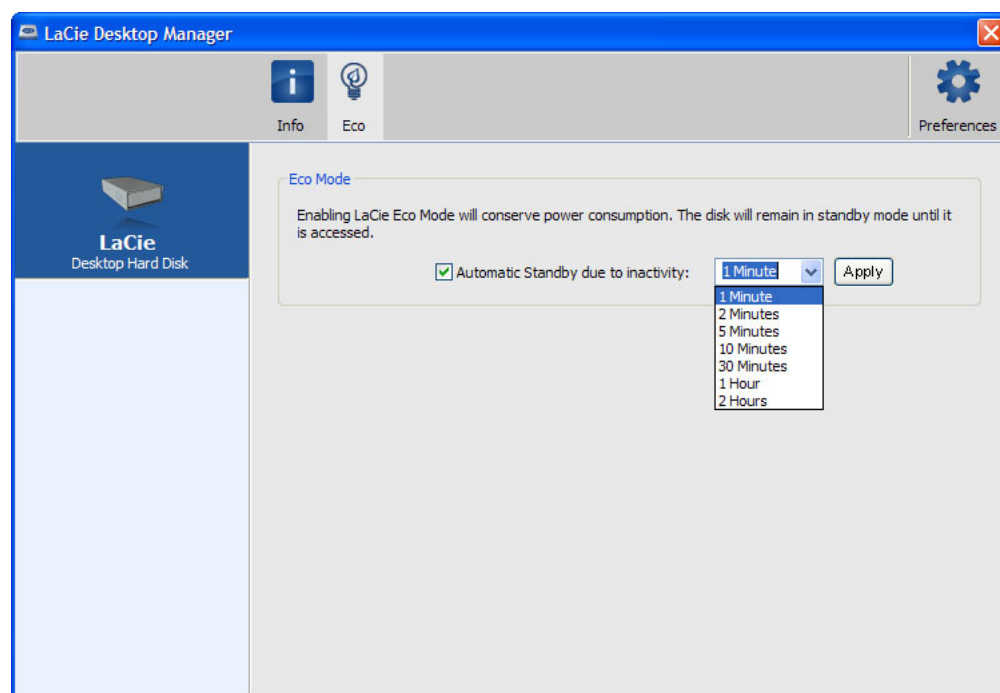 LaCie Desktop Manager
Info
Eco
Preferences
LaCie
Desktop Hard Disk
Eco Mode
Enabling LaCie Eco Mode will conserve power consumption. The disk will remain in standby mode until it
is accessed.
Automatic Standby due to inactivity:
1 Minute
Apply
1 Minute
2 Minutes
5 Minutes
10 Minutes
30 Minutes
1 Hour
2 Hours